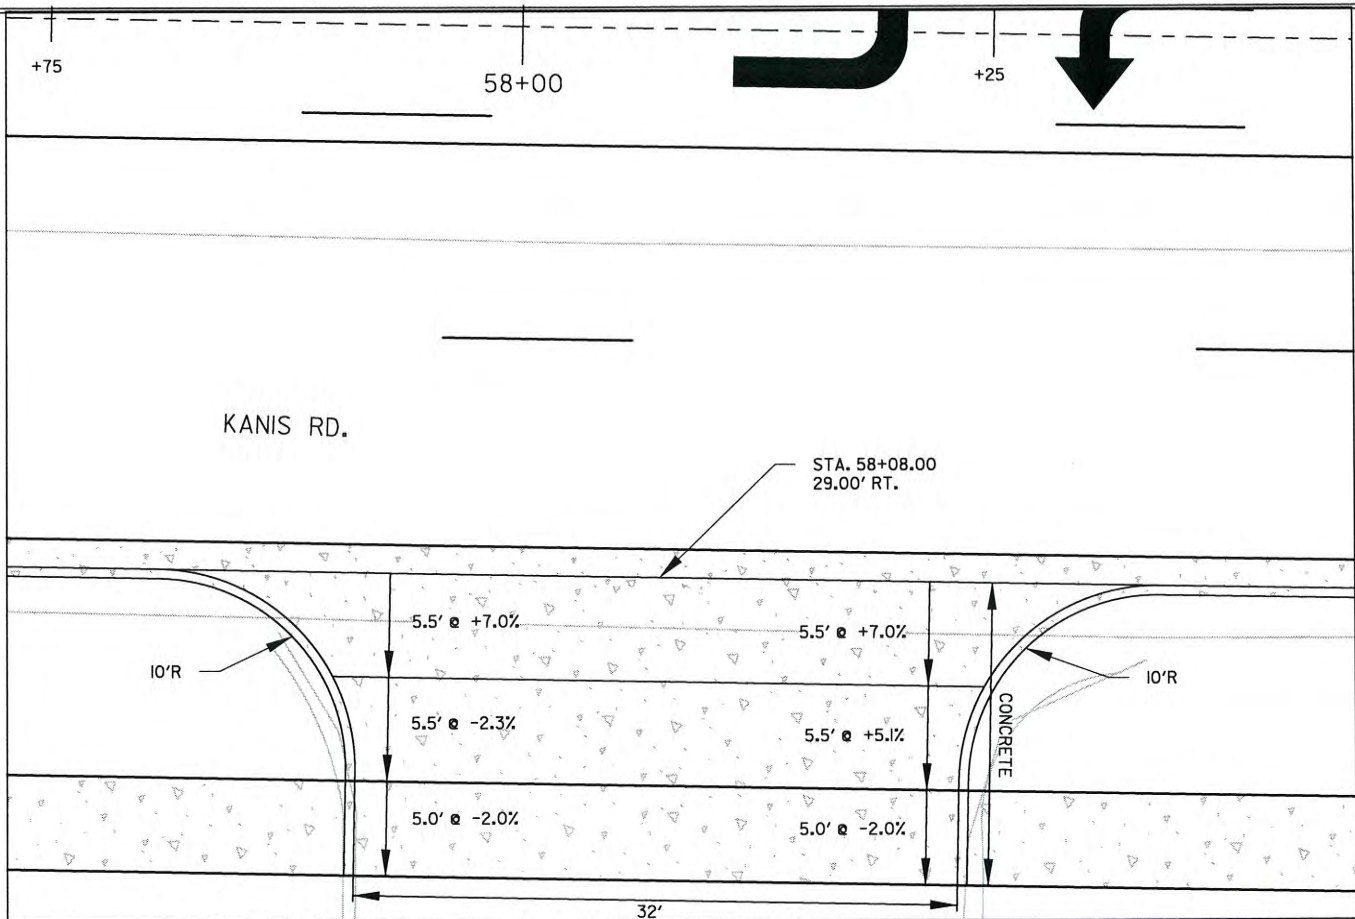 +75
58+00
+25
KANIS RD.
STA. 58+08.00
29.00' RT.
5.5' @ +7.0%
5.5' @ +7.0%
10'R
10'R
5.5' @ -2.3%
5.5' @ +5.1%
CONCRETE
5.0' @ -2.0%
5.0' @ -2.0%
32'